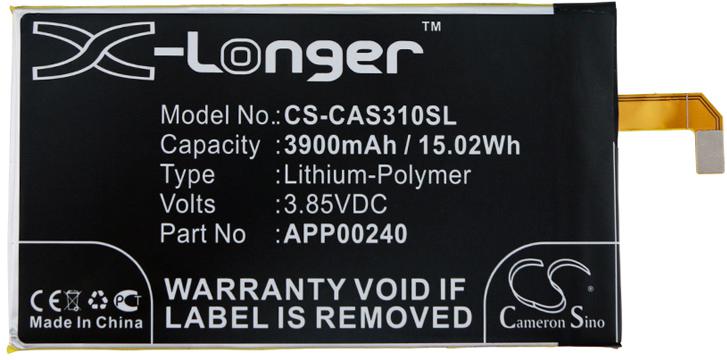 X-Longer™
Model No.: CS-CAS310SL
Capacity : 3900mAh / 15.02Wh
Type : Lithium-Polymer
Volts : 3.85VDC
Part No : APP00240
CE PCT
Made In China
WARRANTY VOID IF
LABEL IS REMOVED
CS
Cameron Sino